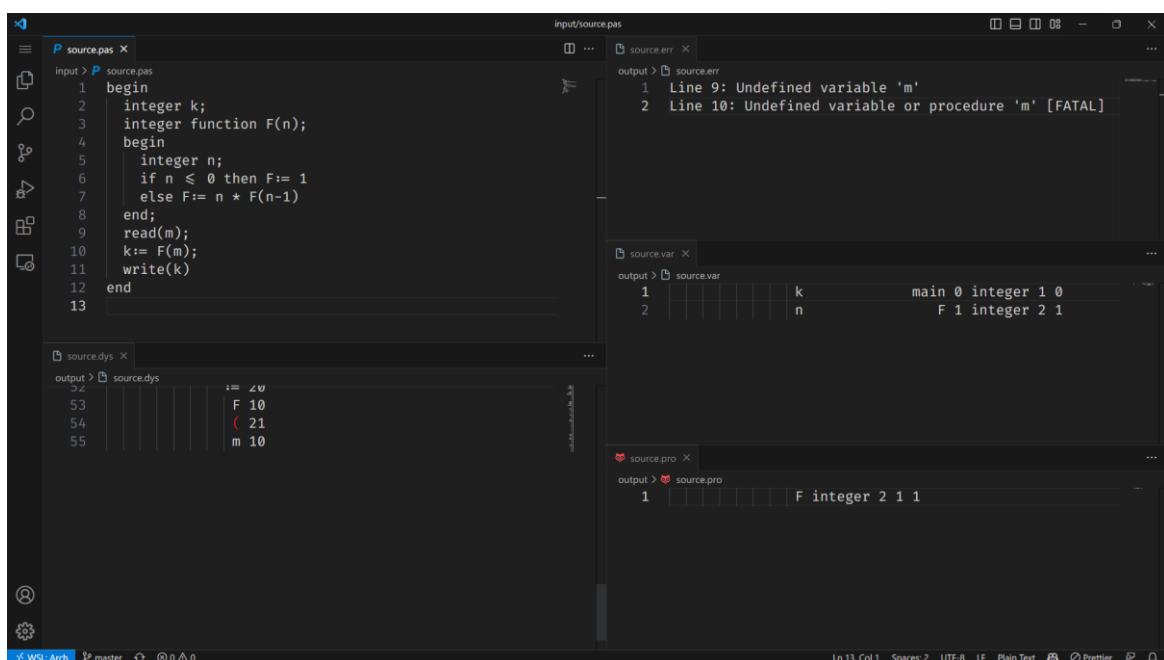 input/source.pas
source.pas
input > source.pas
1 begin
2 integer k;
3 integer function F(n);
4 begin
5 integer n;
6 if n ⩽ 0 then F:= 1
7 else F:= n * F(n-1)
8 end;
9 read(m);
10 k:= F(m);
11 write(k)
12 end
13
source.dys
output > source.dys
52 := 20
53 F 10
54 ( 21
55 m 10
source.err
output > source.err
1 Line 9: Undefined variable 'm'
2 Line 10: Undefined variable or procedure 'm' [FATAL]
source.var
output > source.var
1 k main 0 integer 1 0
2 n F 1 integer 2 1
source.pro
output > source.pro
1 F integer 2 1 1
WSL: Arch master 0 0 Ln 13, Col 1 Spaces: 2 UTF-8 LF Plain Text Prettier